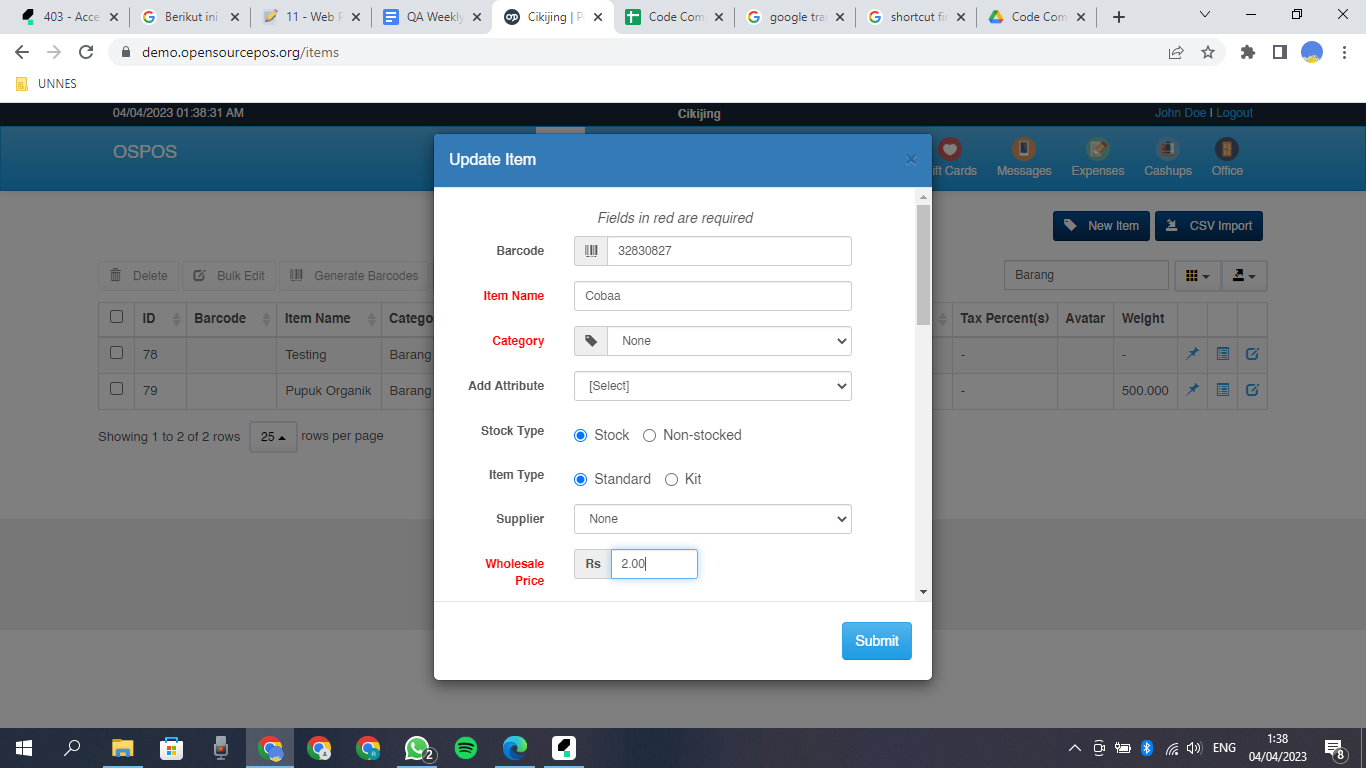 403 - Acce
Berikut ini
11 - Web P
QA Weekly
Cikijing | P
Code Com
google tra
shortcut fi
Code Com
demo.opensourcepos.org/items
UNNES
04/04/2023 01:38:31 AM
Cikijing
John Doe | Logout
OSPOS
ift Cards
Messages
Expenses
Cashups
Office
Update Item
×
Fields in red are required
New Item
CSV Import
Barcode
32830827
Delete
Bulk Edit
Generate Barcodes
Barang
Item Name
Cobaa
ID
Barcode
Item Name
Catego
Tax Percent(s)
Avatar
Weight
Category
None
78
Testing
Barang
-
-
Add Attribute
[Select]
79
Pupuk Organik
Barang
-
500.000
Showing 1 to 2 of 2 rows
25
rows per page
Stock Type
Stock
Non-stocked
Item Type
Standard
Kit
Supplier
None
Wholesale
Price
Rs
2.00
Submit
2
ENG
1:38
04/04/2023
8